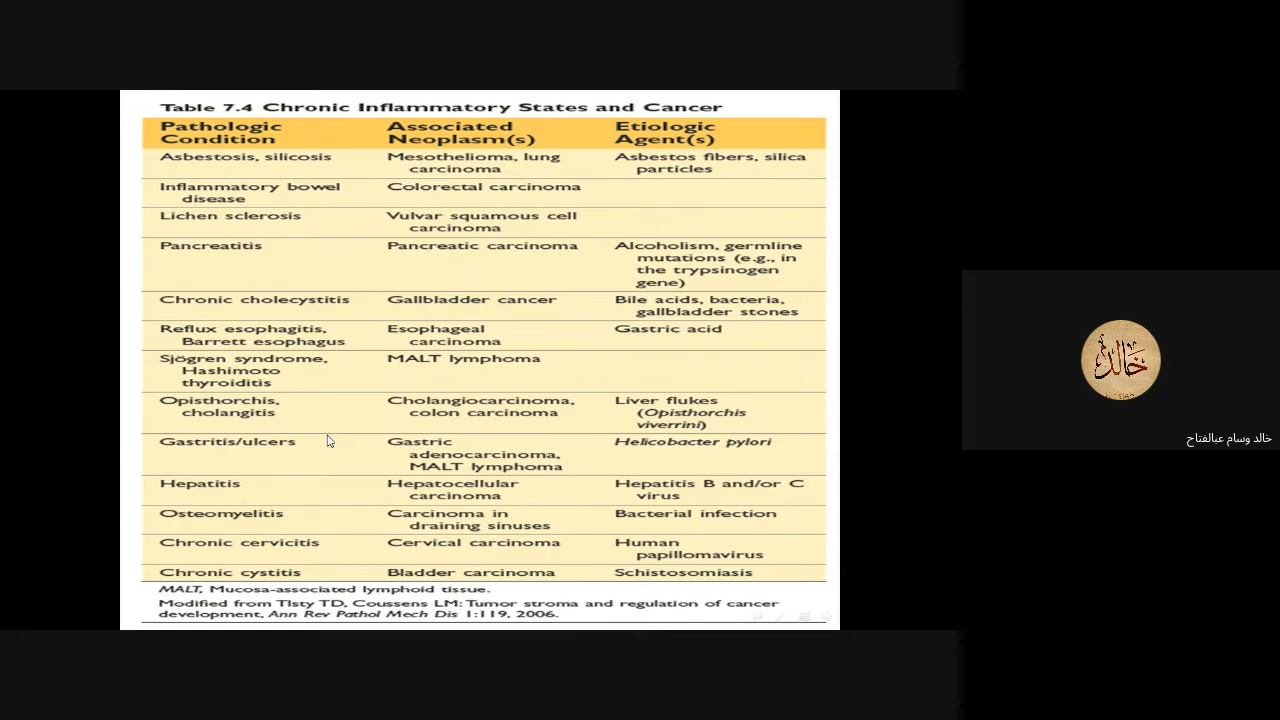 Table 7.4 Chronic Inflammatory States and Cancer
Pathologic Condition Associated Neoplasm(s) Etiologic Agent(s)
Asbestosis, silicosis Mesothelioma, lung carcinoma Asbestos fibers, silica particles
Inflammatory bowel disease Colorectal carcinoma
Lichen sclerosis Vulvar squamous cell carcinoma
Pancreatitis Pancreatic carcinoma Alcoholism, germline mutations (e.g., in the trypsinogen gene)
Chronic cholecystitis Gallbladder cancer Bile acids, bacteria, gallbladder stones
Reflux esophagitis, Barrett esophagus Esophageal carcinoma Gastric acid
Sjögren syndrome, Hashimoto thyroiditis MALT lymphoma
Opisthorchis, cholangitis Cholangiocarcinoma, colon carcinoma Liver flukes (Opisthorchis viverrini)
Gastritis/ulcers Gastric adenocarcinoma, MALT lymphoma Helicobacter pylori
Hepatitis Hepatocellular carcinoma Hepatitis B and/or C virus
Osteomyelitis Carcinoma in draining sinuses Bacterial infection
Chronic cervicitis Cervical carcinoma Human papillomavirus
Chronic cystitis Bladder carcinoma Schistosomiasis
MALT, Mucosa-associated lymphoid tissue.
Modified from Tlsty TD, Coussens LM: Tumor stroma and regulation of cancer
development, Ann Rev Pathol Mech Dis 1:119, 2006.
خالد
خالد وسام عبالفتاح